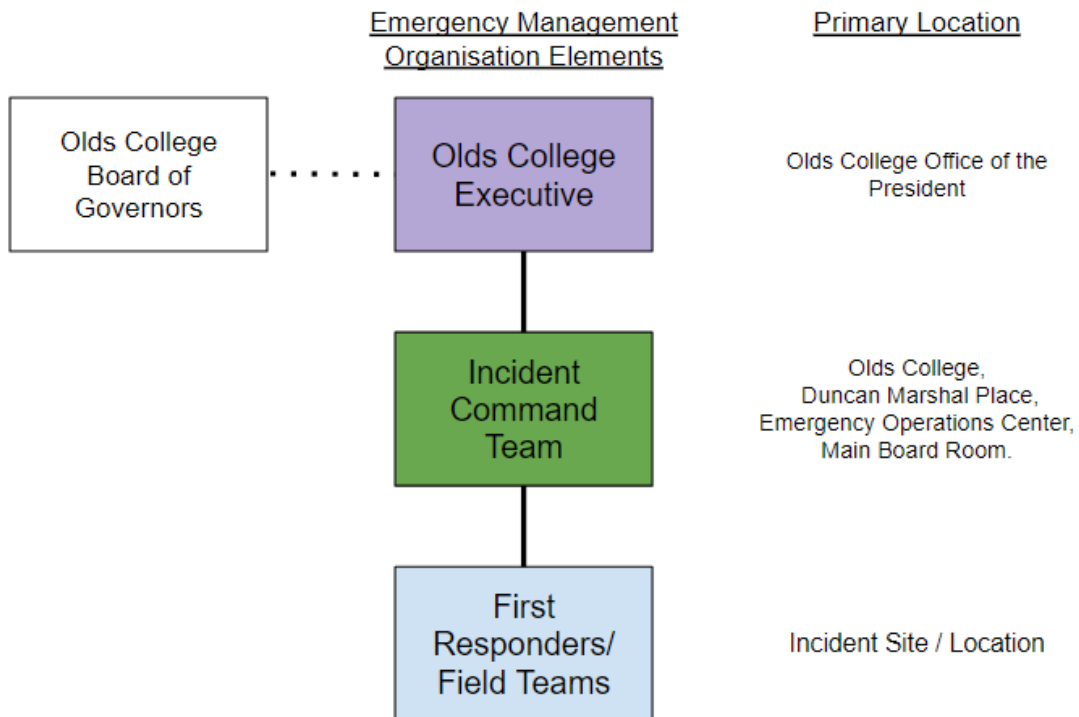 Emergency Management
Organisation Elements
Primary Location
Olds College
Board of
Governors
Olds College
Executive
Olds College Office of the
President
Incident
Command
Team
Olds College,
Duncan Marshal Place,
Emergency Operations Center,
Main Board Room.
First
Responders/
Field Teams
Incident Site / Location